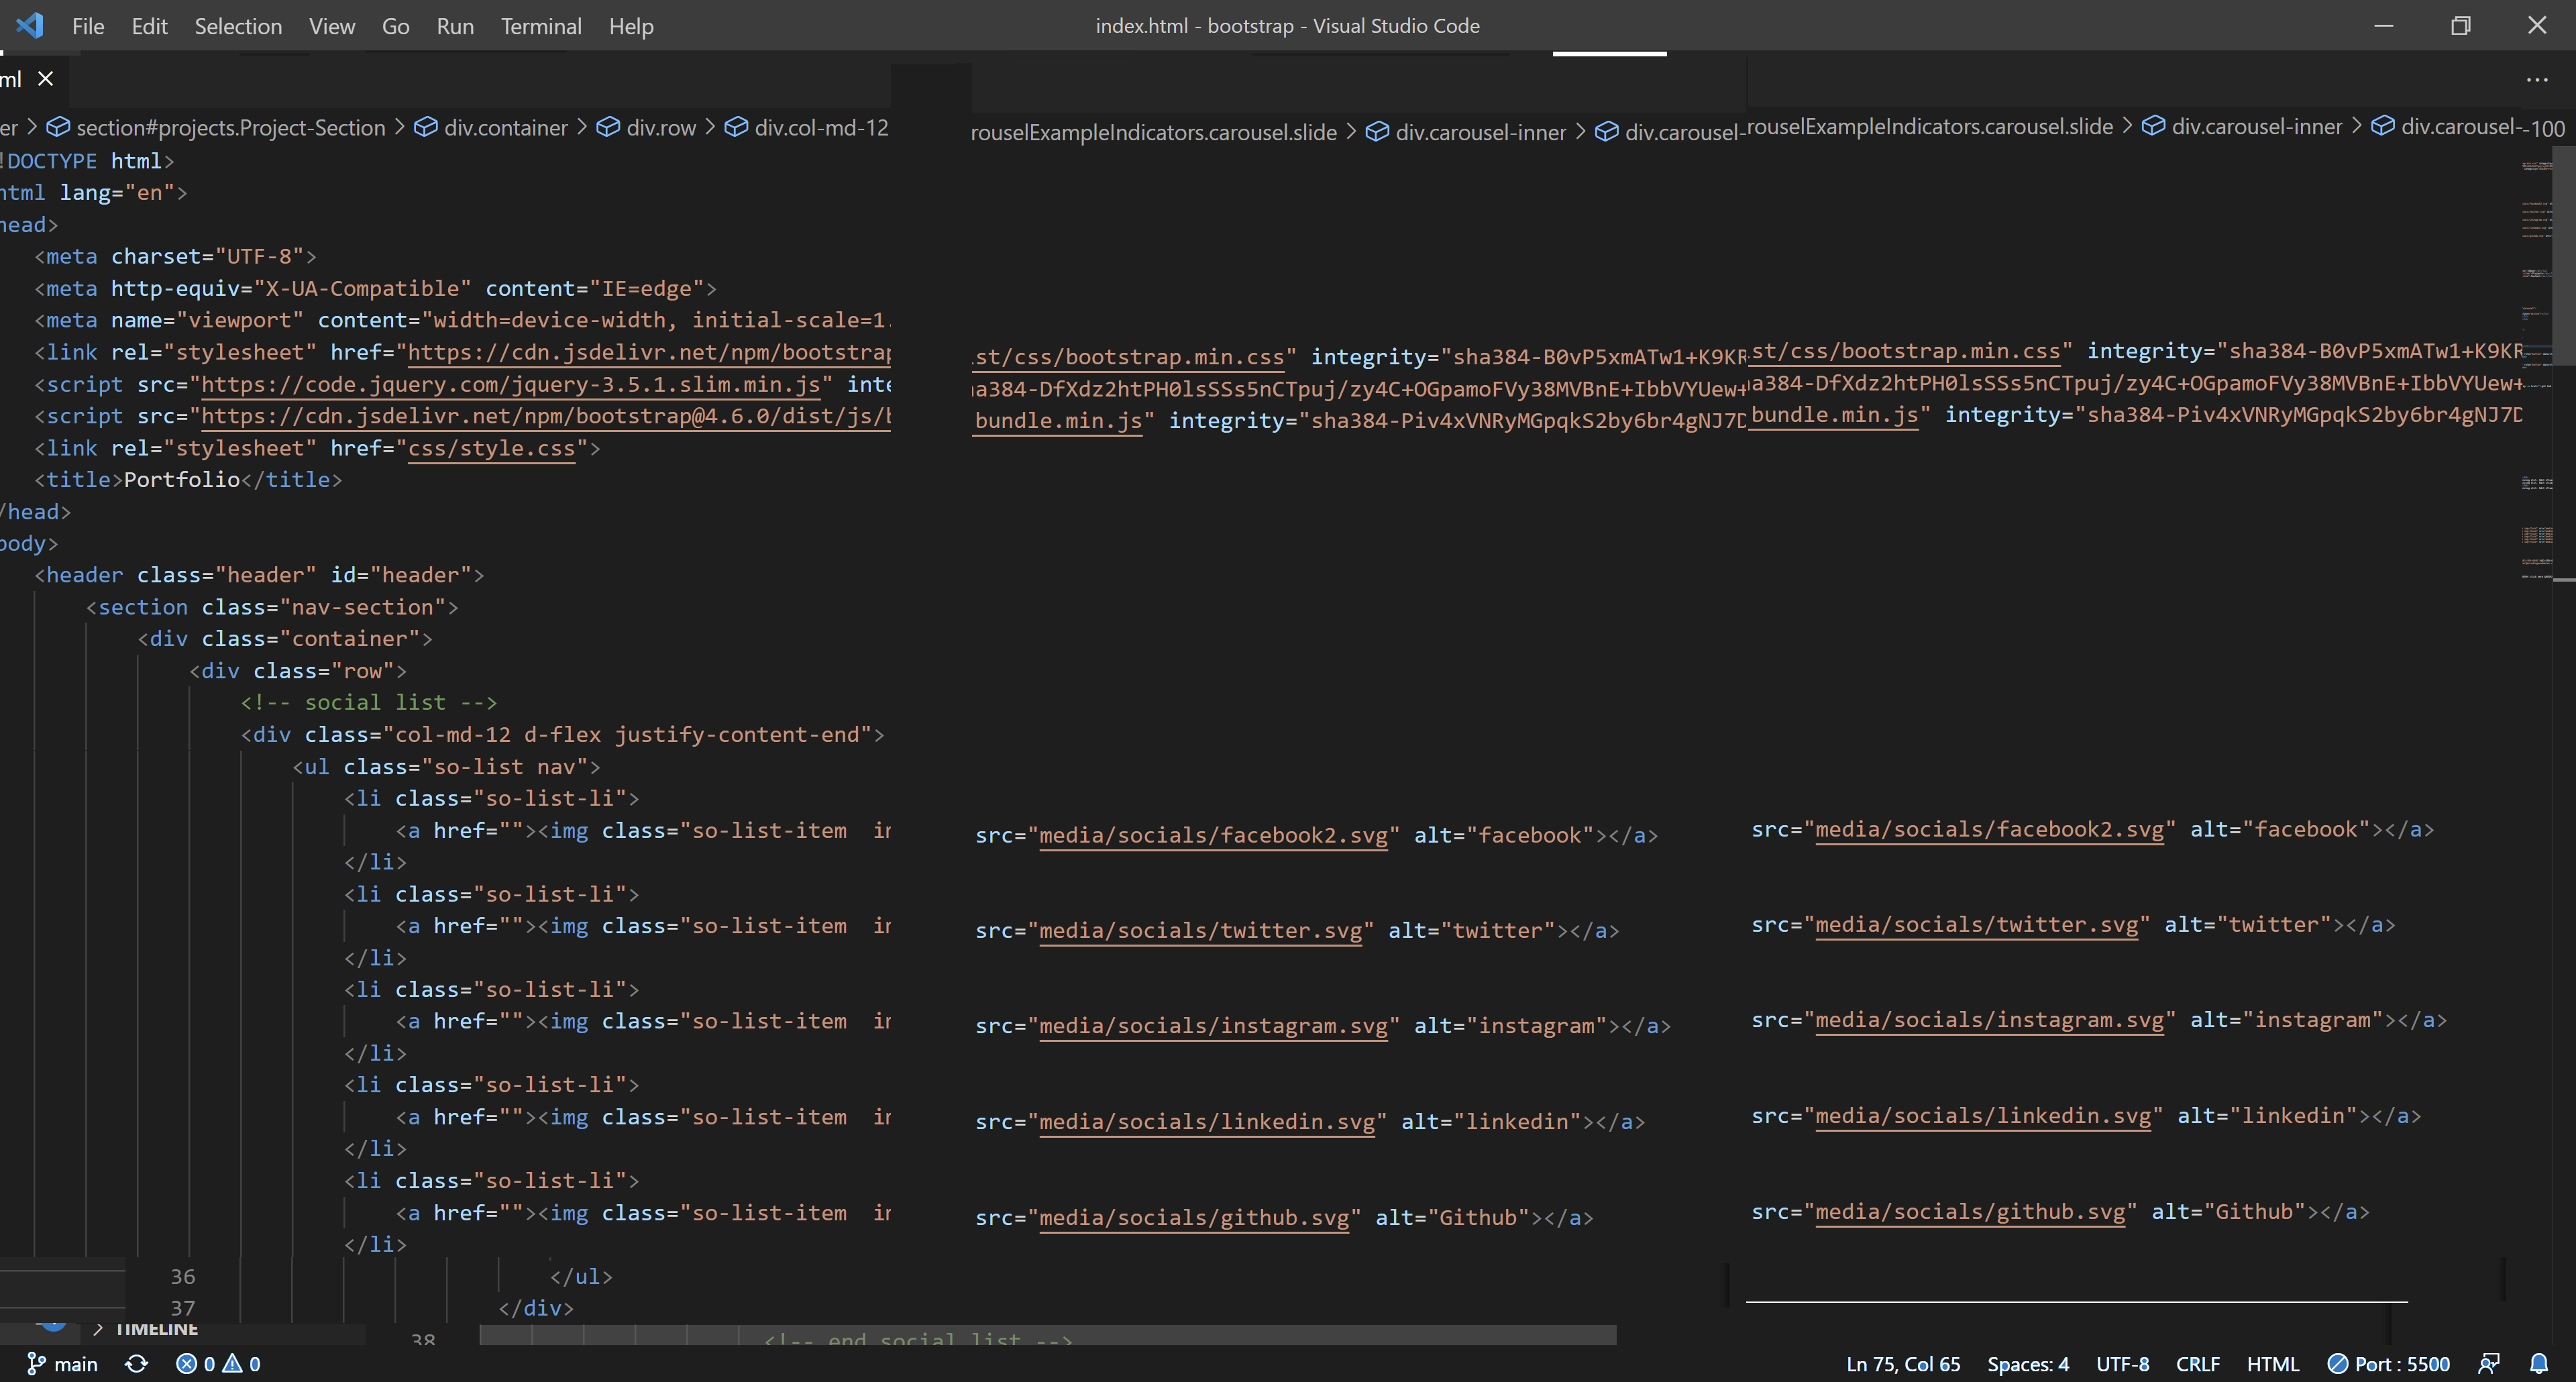 File Edit Selection View Go Run Terminal Help index.html - bootstrap - Visual Studio Code
ml
er > section#projects.Project-Section > div.container > div.row > div.col-md-12 rouselExampleIndicators.carousel.slide > div.carousel-inner > div.carousel- rouselExampleIndicators.carousel.slide > div.carousel-inner > div.carousel- -100
!DOCTYPE html>
html lang="en">
head>
<meta charset="UTF-8">
<meta http-equiv="X-UA-Compatible" content="IE=edge">
<meta name="viewport" content="width=device-width, initial-scale=1.
<link rel="stylesheet" href="https://cdn.jsdelivr.net/npm/bootstrap st/css/bootstrap.min.css" integrity="sha384-B0vP5xmATw1+K9KR st/css/bootstrap.min.css" integrity="sha384-B0vP5xmATw1+K9KR
<script src="https://code.jquery.com/jquery-3.5.1.slim.min.js" inte a384-DfXdz2htPH0lsSSs5nCTpuj/zy4C+OGpamoFVy38MVBnE+IbbVYUew+ a384-DfXdz2htPH0lsSSs5nCTpuj/zy4C+OGpamoFVy38MVBnE+IbbVYUew+
<script src="https://cdn.jsdelivr.net/npm/bootstrap@4.6.0/dist/js/b bundle.min.js" integrity="sha384-Piv4xVNRyMGpqkS2by6br4gNJ7D bundle.min.js" integrity="sha384-Piv4xVNRyMGpqkS2by6br4gNJ7D
<link rel="stylesheet" href="css/style.css">
<title>Portfolio</title>
/head>
body>
<header class="header" id="header">
<section class="nav-section">
<div class="container">
<div class="row">
<!-- social list -->
<div class="col-md-12 d-flex justify-content-end">
<ul class="so-list nav">
<li class="so-list-li">
<a href=""><img class="so-list-item in src="media/socials/facebook2.svg" alt="facebook"></a> src="media/socials/facebook2.svg" alt="facebook"></a>
</li>
<li class="so-list-li">
<a href=""><img class="so-list-item in src="media/socials/twitter.svg" alt="twitter"></a> src="media/socials/twitter.svg" alt="twitter"></a>
</li>
<li class="so-list-li">
<a href=""><img class="so-list-item in src="media/socials/instagram.svg" alt="instagram"></a> src="media/socials/instagram.svg" alt="instagram"></a>
</li>
<li class="so-list-li">
<a href=""><img class="so-list-item in src="media/socials/linkedin.svg" alt="linkedin"></a> src="media/socials/linkedin.svg" alt="linkedin"></a>
</li>
<li class="so-list-li">
<a href=""><img class="so-list-item in src="media/socials/github.svg" alt="Github"></a> src="media/socials/github.svg" alt="Github"></a>
</li>
36 </ul>
37 </div>
TIMELINE 38 <!-- end social list -->
main 0 0 Ln 75, Col 65 Spaces: 4 UTF-8 CRLF HTML Port : 5500